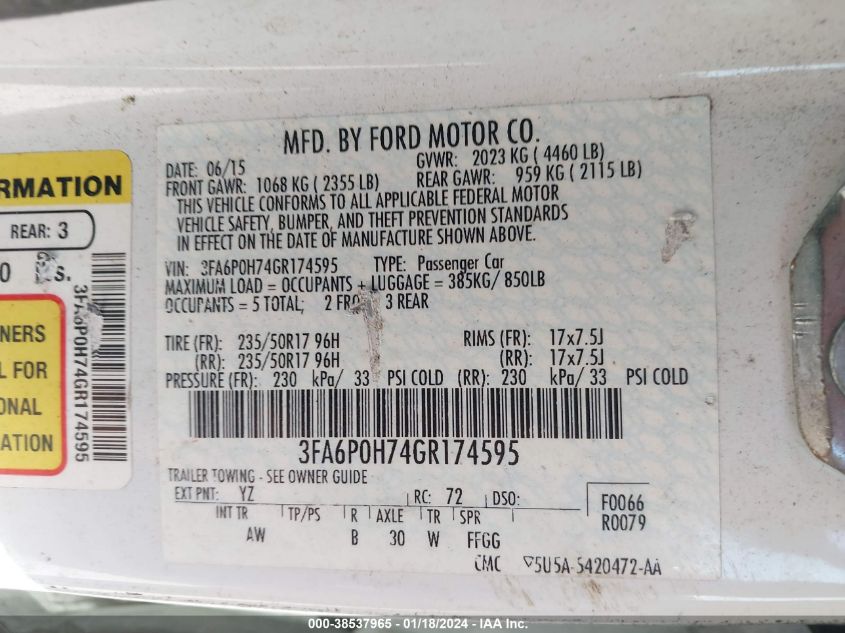 RMATION
REAR: 3
0 s.
3FA6P0H74GR174595
NERS
L FOR
ONAL
ATION
MFD. BY FORD MOTOR CO.
DATE: 06/15 GVWR: 2023 KG ( 4460 LB)
FRONT GAWR: 1068 KG ( 2355 LB) REAR GAWR: 959 KG ( 2115 LB)
THIS VEHICLE CONFORMS TO ALL APPLICABLE FEDERAL MOTOR
VEHICLE SAFETY, BUMPER, AND THEFT PREVENTION STANDARDS
IN EFFECT ON THE DATE OF MANUFACTURE SHOWN ABOVE.
VIN: 3FA6P0H74GR174595 TYPE: Passenger Car
MAXIMUM LOAD = OCCUPANTS + LUGGAGE = 385KG/ 850LB
OCCUPANTS = 5 TOTAL; 2 FR 3 REAR
TIRE (FR): 235/50R17 96H RIMS (FR): 17x7.5J
(RR): 235/50R17 96H (RR): 17x7.5J
PRESSURE (FR): 230 kPa/ 33 PSI COLD (RR): 230 kPa/ 33 PSI COLD
3FA6P0H74GR174595
TRAILER TOWING - SEE OWNER GUIDE
EXT PNT: YZ RC: 72 DSO:
F0066
R0079
INT TR TP/PS R AXLE TR SPR
AW B 30 W FFGG
CMC 5U5A-5420472-AA
000-38537965 - 01/18/2024 - IAA Inc.